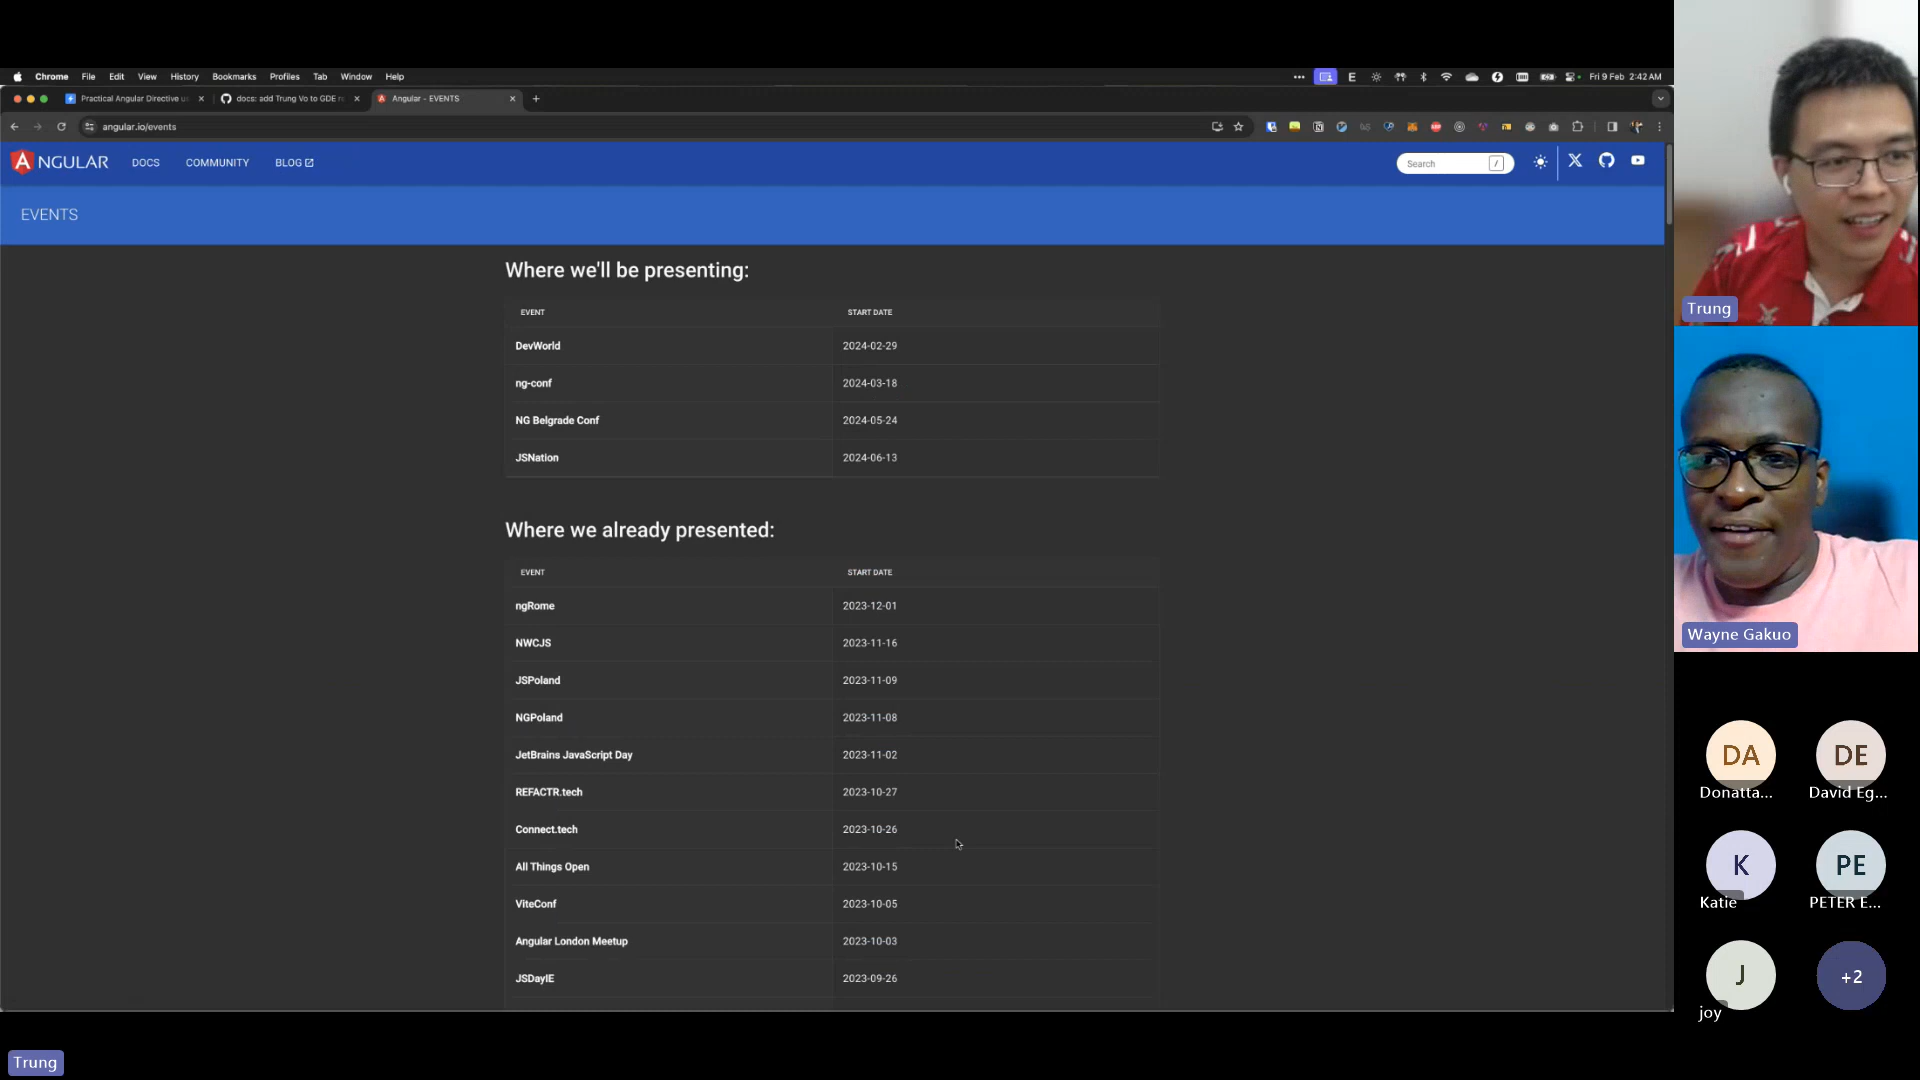 Chrome File Edit View History Bookmarks Profiles Tab Window Help
Fri 9 Feb 2:42 AM
Practical Angular Directive
docs: add Trung Vo to GDE
Angular - EVENTS
angular.io/events
ANGULAR
DOCS
COMMUNITY
BLOG
Search
/
EVENTS
Where we'll be presenting:
EVENT START DATE
DevWorld 2024-02-29
ng-conf 2024-03-18
NG Belgrade Conf 2024-05-24
JSNation 2024-06-13
Where we already presented:
EVENT START DATE
ngRome 2023-12-01
NWCJS 2023-11-16
JSPoland 2023-11-09
NGPoland 2023-11-08
JetBrains JavaScript Day 2023-11-02
REFACTR.tech 2023-10-27
Connect.tech 2023-10-26
All Things Open 2023-10-15
ViteConf 2023-10-05
Angular London Meetup 2023-10-03
JSDayIE 2023-09-26
Trung
Wayne Gakuo
DA
Donatta...
DE
David Eg...
K
Katie
PE
PETER E...
J
joy
+2
Trung